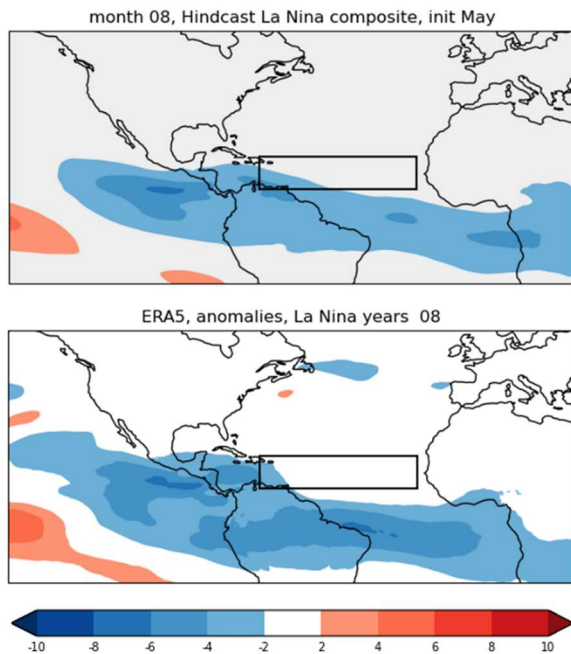 month 08, Hindcast La Nina composite, init May
ERA5, anomalies, La Nina years 08
-10 -8 -6 -4 -2 2 4 6 8 10